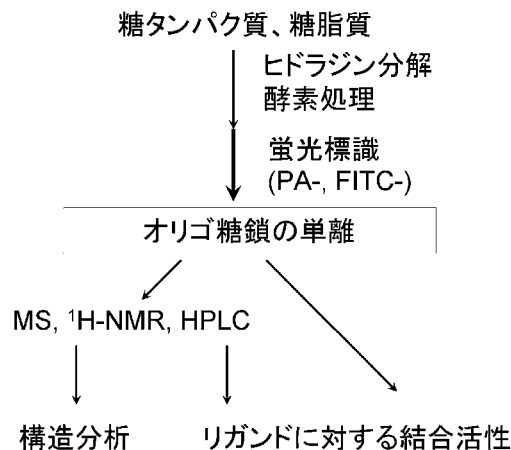 糖タンパク質、糖脂質
ヒドラジン分解
酵素処理
蛍光標識
(PA-, FITC-)
オリゴ糖鎖の単離
MS, ¹H-NMR, HPLC
構造分析
リガンドに対する結合活性